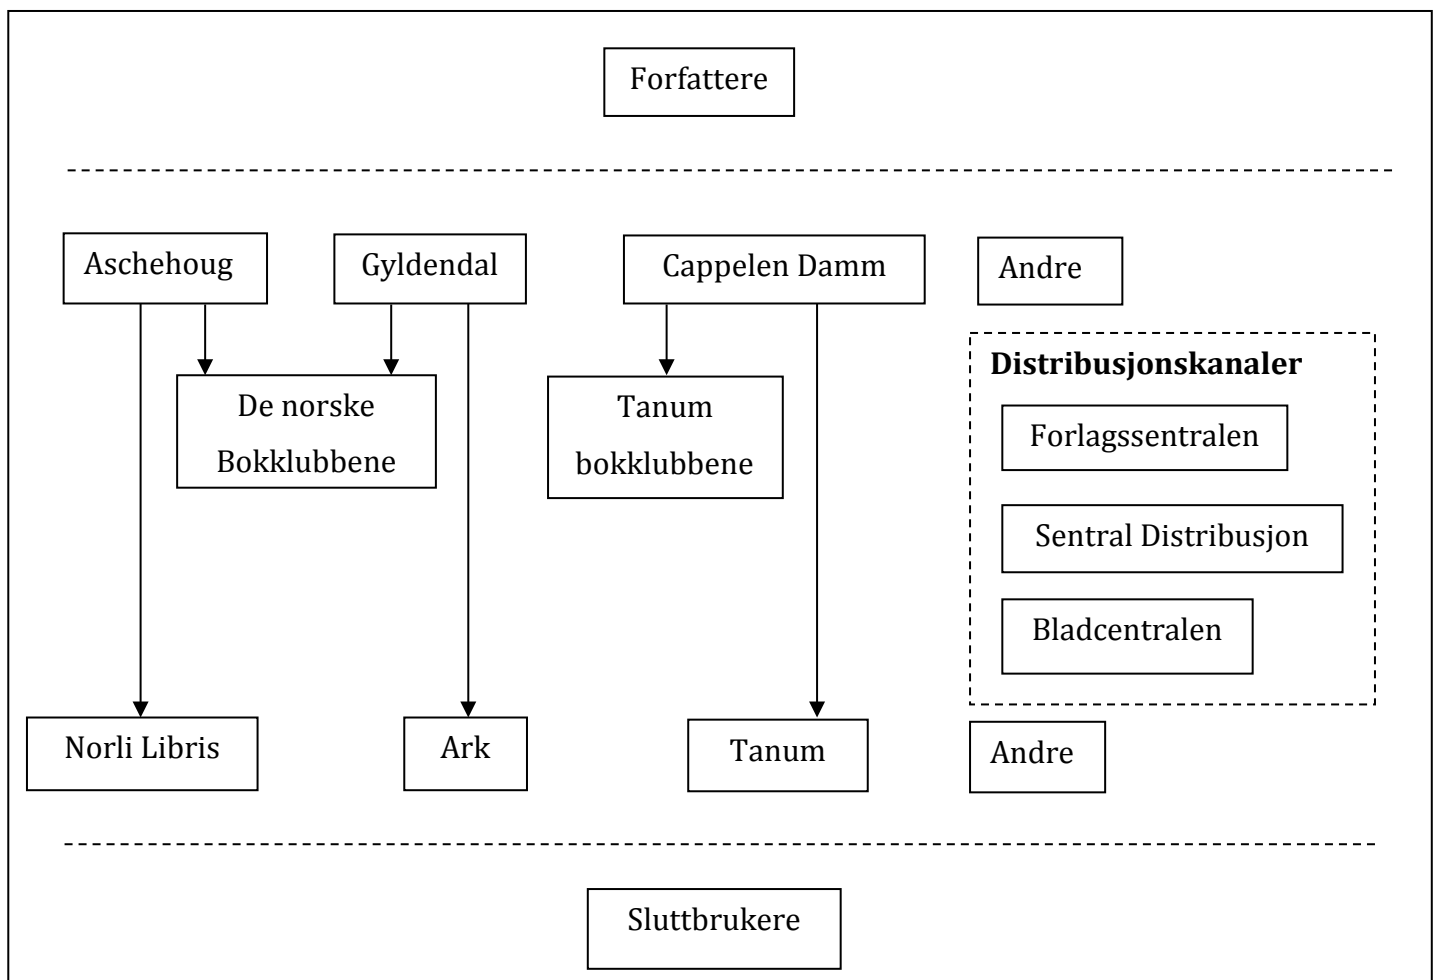 Forfattere
Aschehoug
Gyldendal
Cappelen Damm
Andre
De norske
Bokklubbene
Tanum
bokklubbene
Distribusjonskanaler
Forlagssentralen
Sentral Distribusjon
Bladcentralen
Norli Libris
Ark
Tanum
Andre
Sluttbrukere